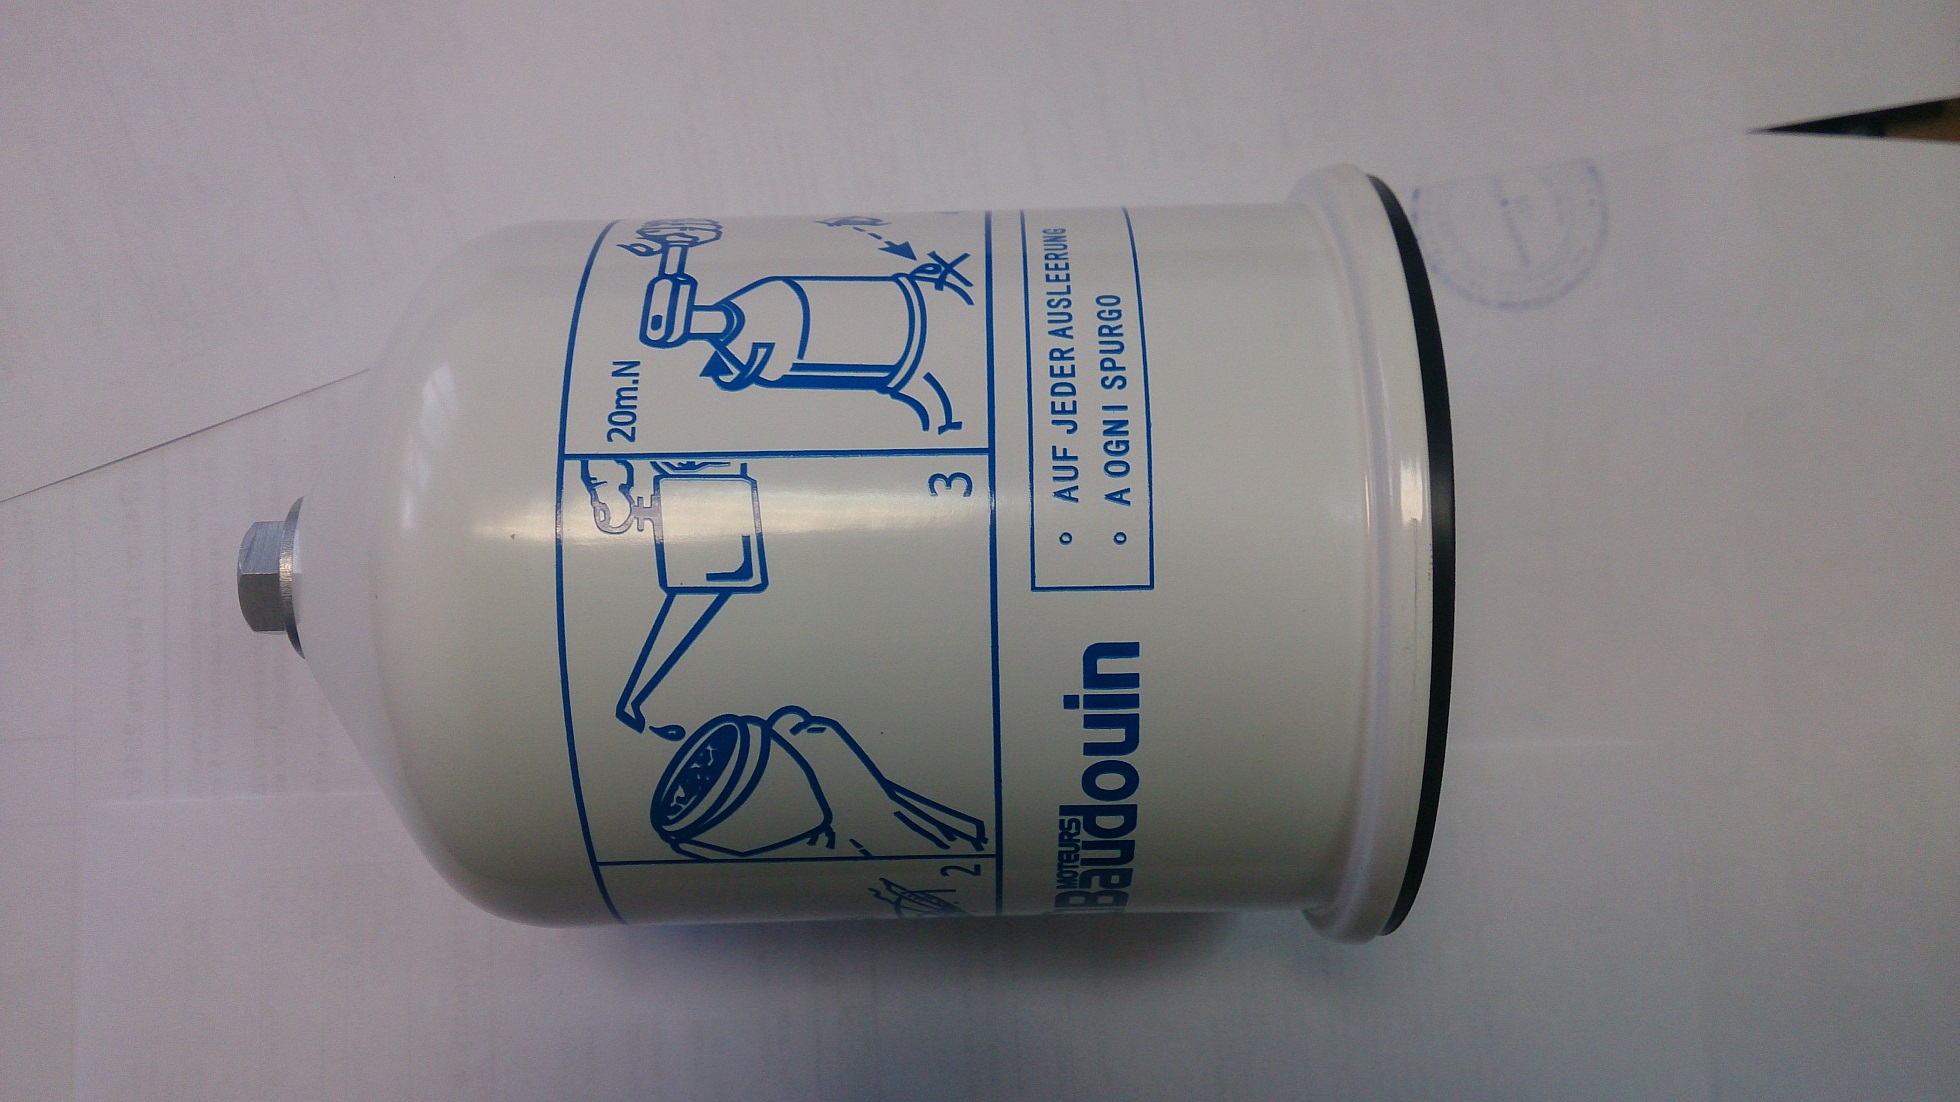 20m.N
2
3
AUF JEDER AUSLEERUNG
A OGNI SPURGO
MOTEURS
Baudouin